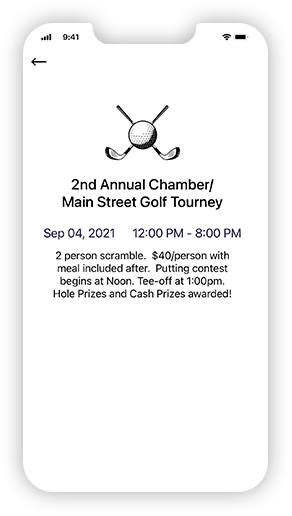 9:41
2nd Annual Chamber/
Main Street Golf Tourney
Sep 04, 2021 12:00 PM - 8:00 PM
2 person scramble. $40/person with
meal included after. Putting contest
begins at Noon. Tee-off at 1:00pm.
Hole Prizes and Cash Prizes awarded!